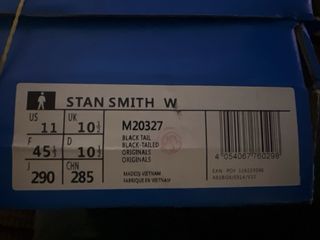 STAN SMITH W
US UK
11 10½
M20327
F D
45⅓ 10½
BLACK TAIL
BLACK-TAILED
ORIGINALS
ORIGINALS
J CHN
290 285
MADE IN VIETNAM
FABRIQUE EN VIETNAM
4 054067 760298